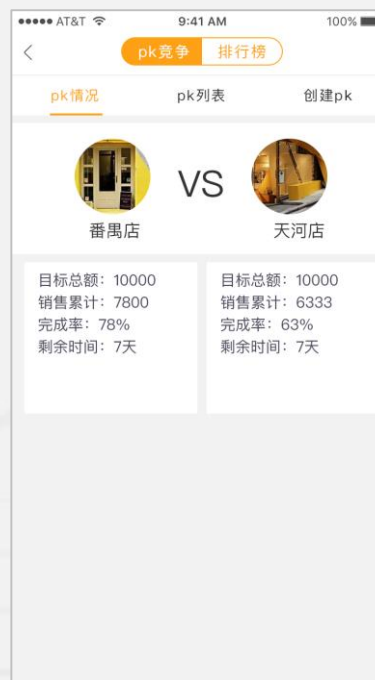 AT&T 9:41 AM 100%
pk竞争 排行榜
pk情况 pk列表 创建pk
VS
番禺店 天河店
目标总额：10000
销售累计：7800
完成率：78%
剩余时间：7天
目标总额：10000
销售累计：6333
完成率：63%
剩余时间：7天